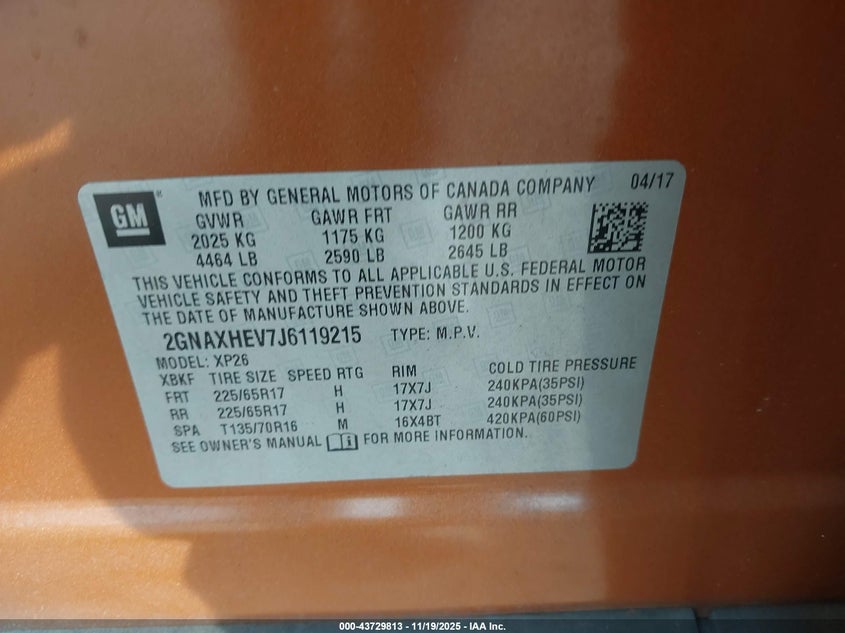 GM
MFD BY GENERAL MOTORS OF CANADA COMPANY 04/17
GVWR GAWR FRT GAWR RR
2025 KG 1175 KG 1200 KG
4464 LB 2590 LB 2645 LB
THIS VEHICLE CONFORMS TO ALL APPLICABLE U.S. FEDERAL MOTOR
VEHICLE SAFETY AND THEFT PREVENTION STANDARDS IN EFFECT ON
THE DATE OF MANUFACTURE SHOWN ABOVE.
2GNAXHEV7J6119215 TYPE: M.P.V.
MODEL: XP26
XBKF TIRE SIZE SPEED RTG RIM COLD TIRE PRESSURE
FRT 225/65R17 H 17X7J 240KPA(35PSI)
RR 225/65R17 H 17X7J 240KPA(35PSI)
SPA T135/70R16 M 16X4BT 420KPA(60PSI)
SEE OWNER'S MANUAL FOR MORE INFORMATION.
000-43729813 - 11/19/2025 - IAA Inc.